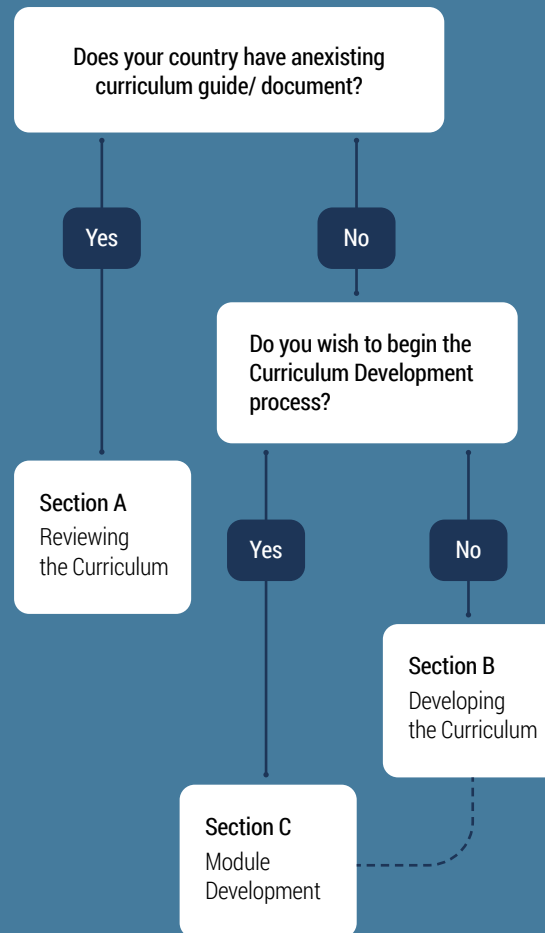 Does your country have anexisting
curriculum guide/ document?
Yes
No
Do you wish to begin the
Curriculum Development
process?
Section A
Reviewing
the Curriculum
Yes
No
Section B
Developing
the Curriculum
Section C
Module
Development